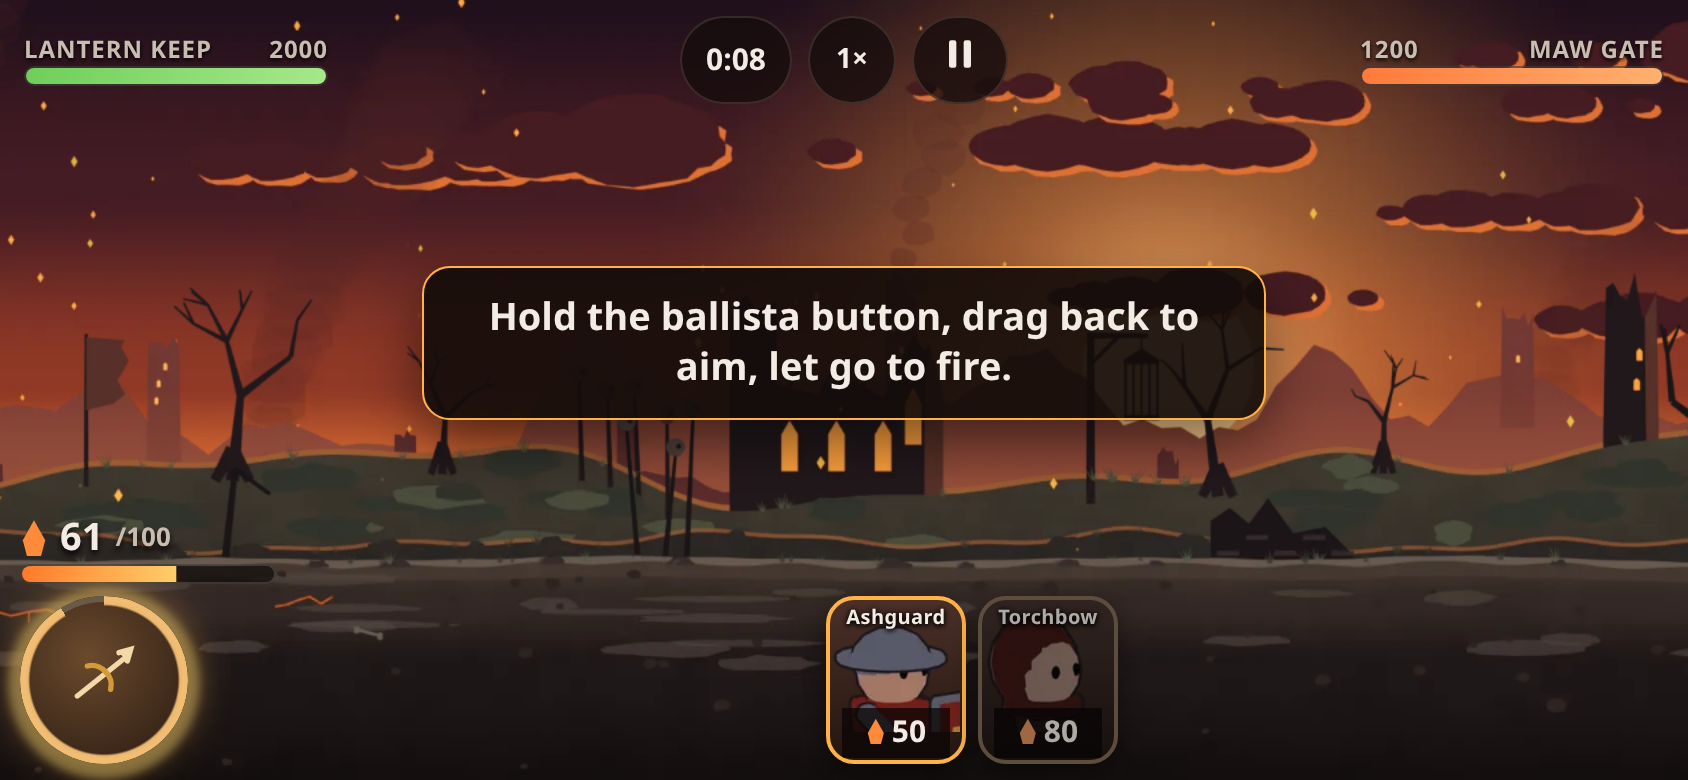 LANTERN KEEP 2000
0:08
1×
1200 MAW GATE
Hold the ballista button, drag back to
aim, let go to fire.
61 /100
Ashguard
50
Torchbow
80